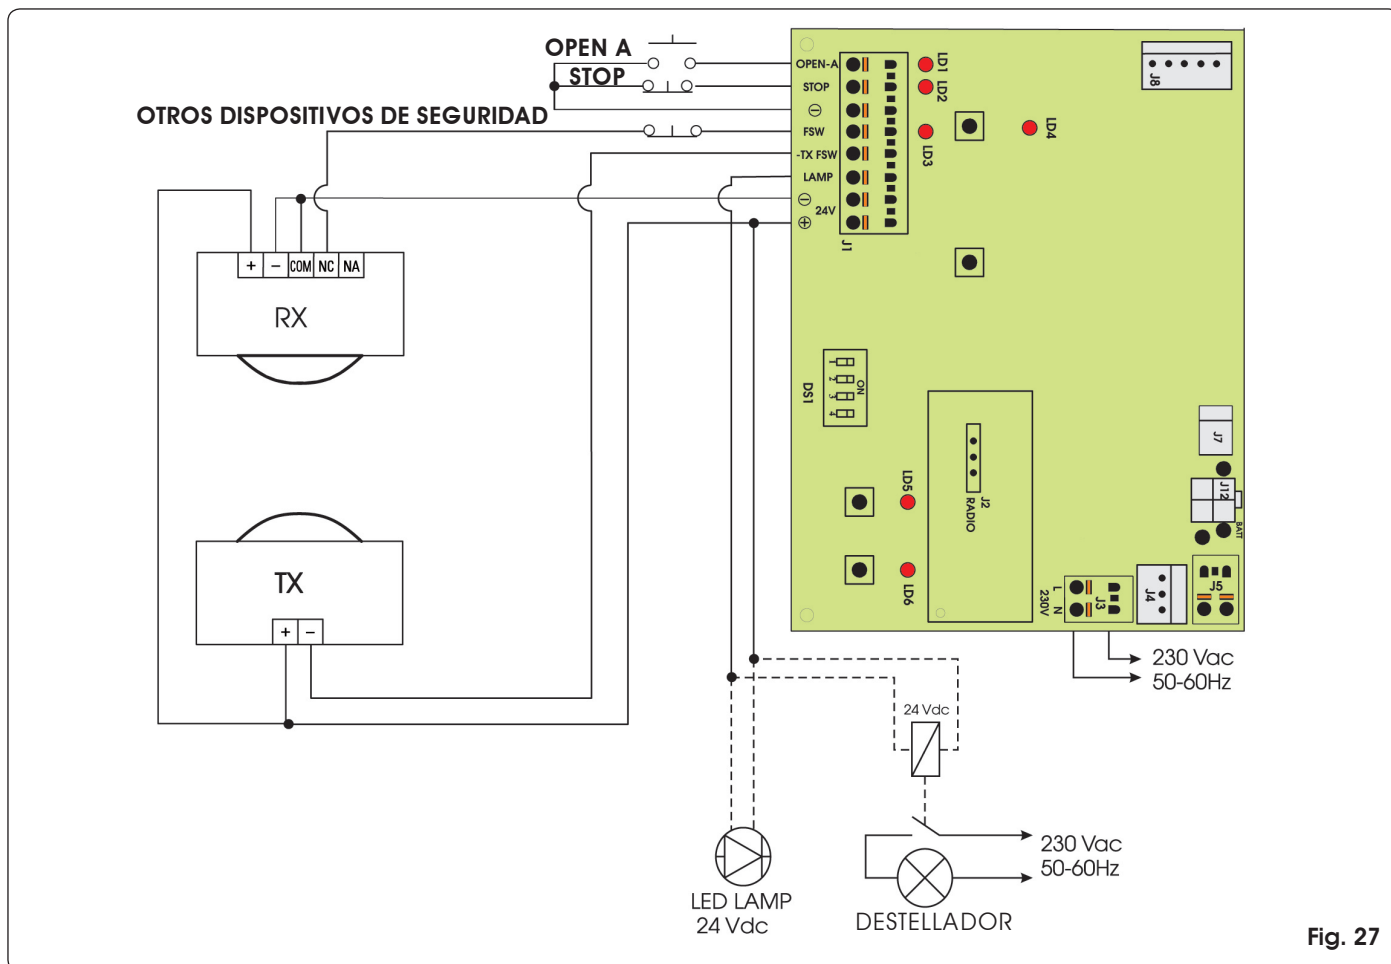 OPEN A
STOP
OTROS DISPOSITIVOS DE SEGURIDAD
OPEN-A
STOP
FSW
-TX FSW
LAMP
24V
J1
LD1
LD2
LD3
LD4
J8
+ − COM NC NA
RX
TX
+ −
DS1
1
2
3
4
ON
LD5
LD6
J2
RADIO
J7
J12
BATT
J5
J4
J3
L
N
230V
230 Vac
50-60Hz
24 Vdc
230 Vac
50-60Hz
LED LAMP
24 Vdc
DESTELLADOR
Fig. 27